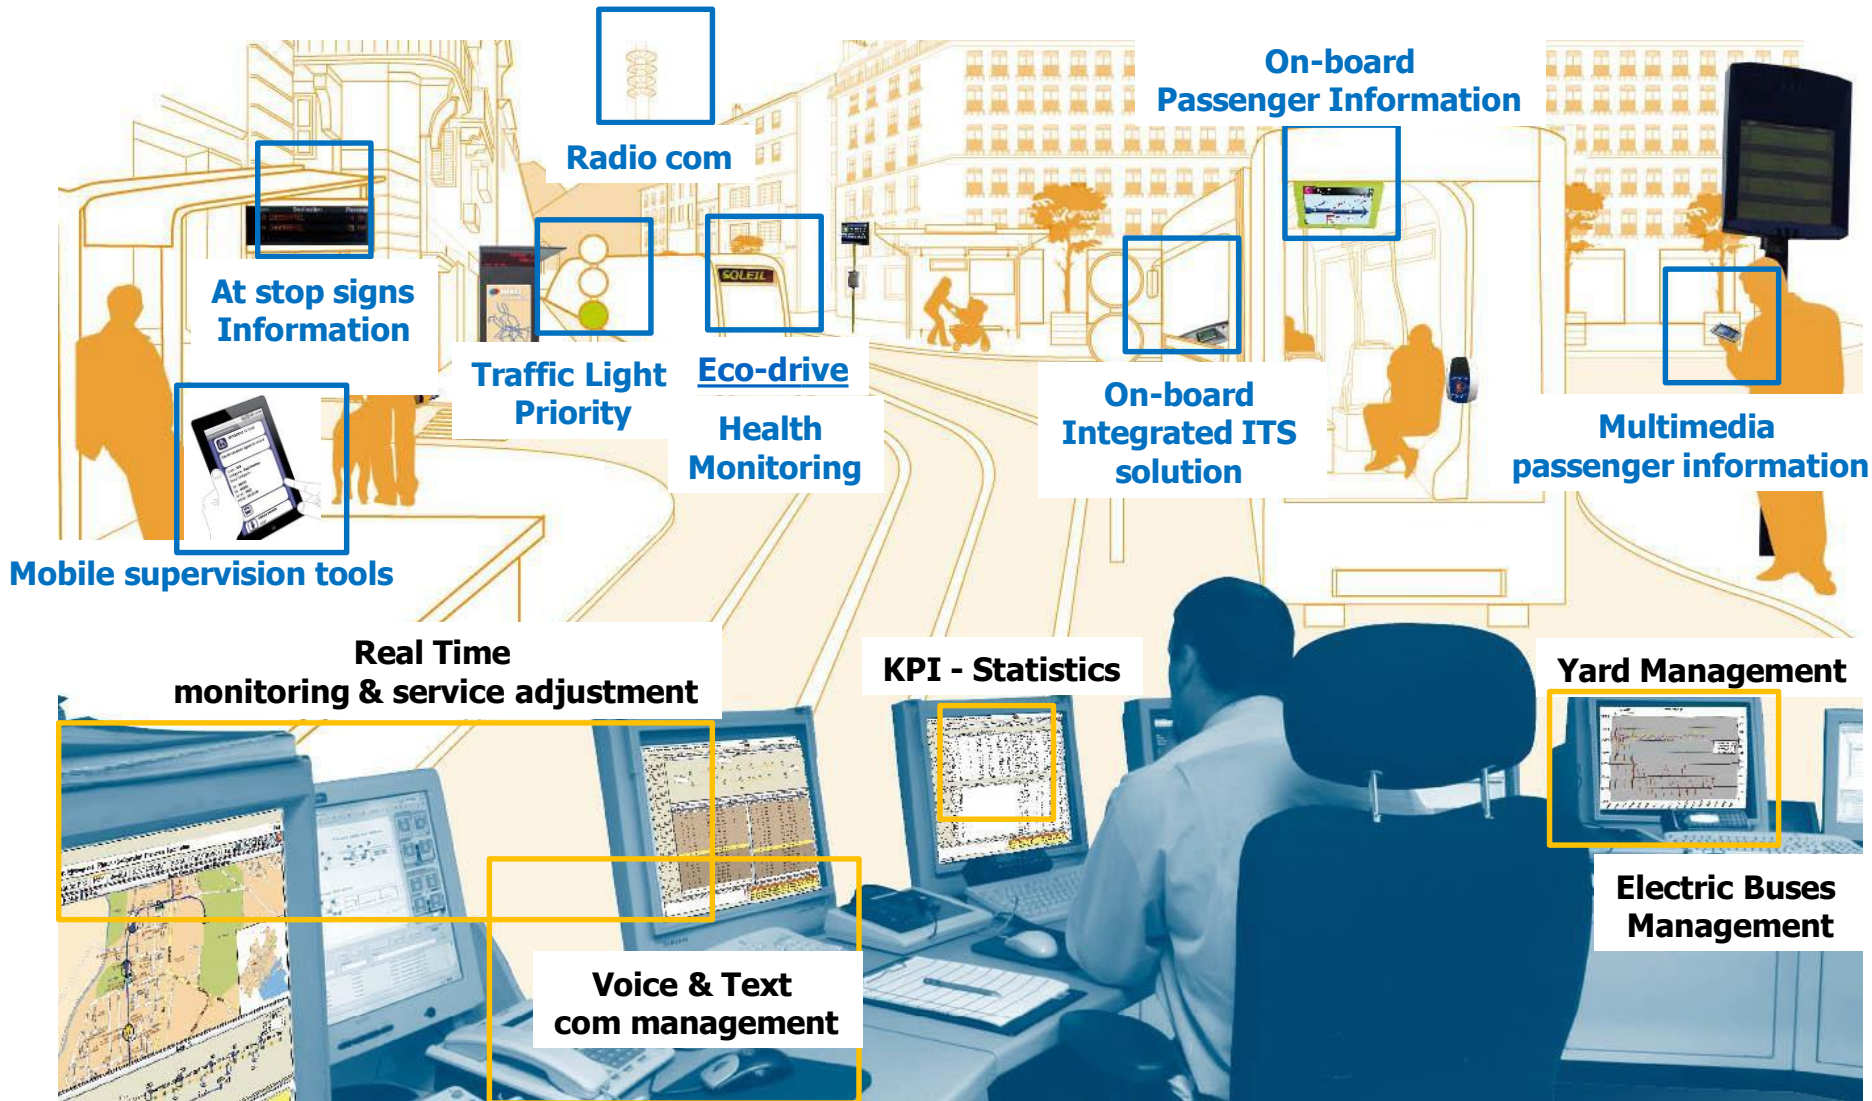 On-board
Passenger Information
Radio com
At stop signs
Information
SOLEIL
Traffic Light
Priority
Eco-drive
Health
Monitoring
On-board
Integrated ITS
solution
Multimedia
passenger information
Mobile supervision tools
Real Time
monitoring & service adjustment
KPI - Statistics
Yard Management
Electric Buses
Management
Voice & Text
com management